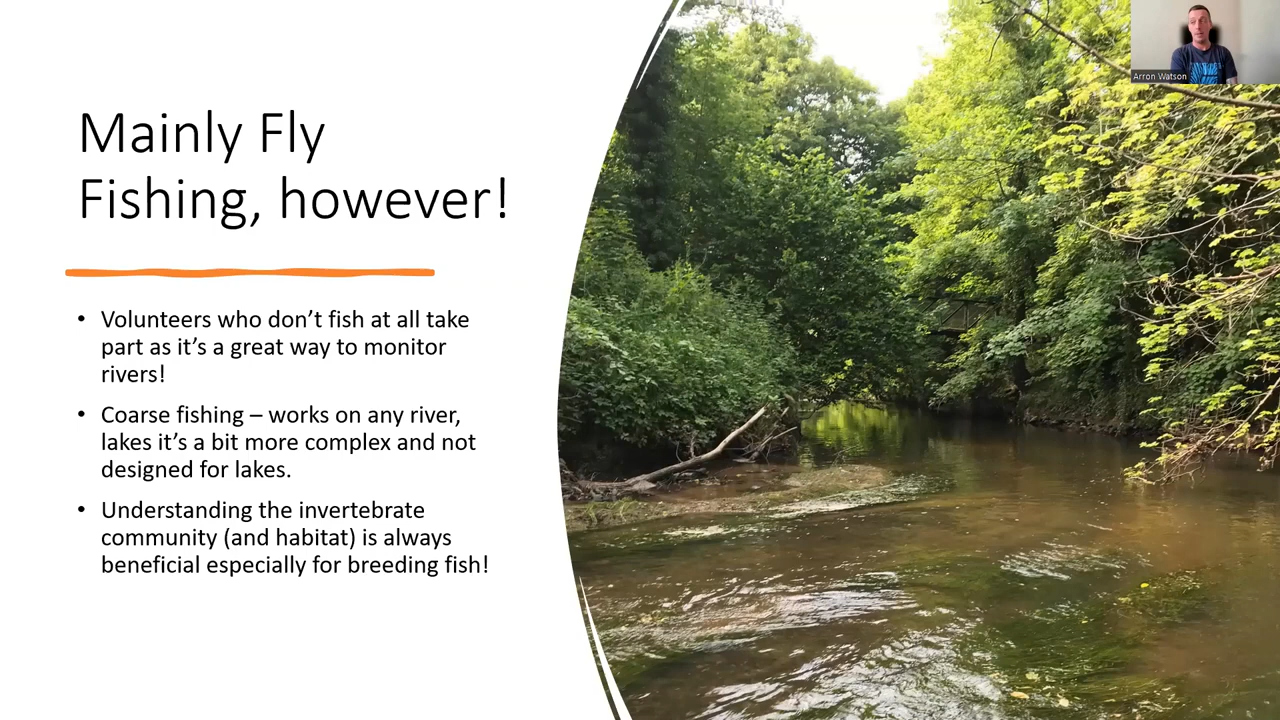 Mainly Fly
Fishing, however!
• Volunteers who don’t fish at all take
part as it’s a great way to monitor
rivers!
• Coarse fishing – works on any river,
lakes it’s a bit more complex and not
designed for lakes.
• Understanding the invertebrate
community (and habitat) is always
beneficial especially for breeding fish!
Arron Watson